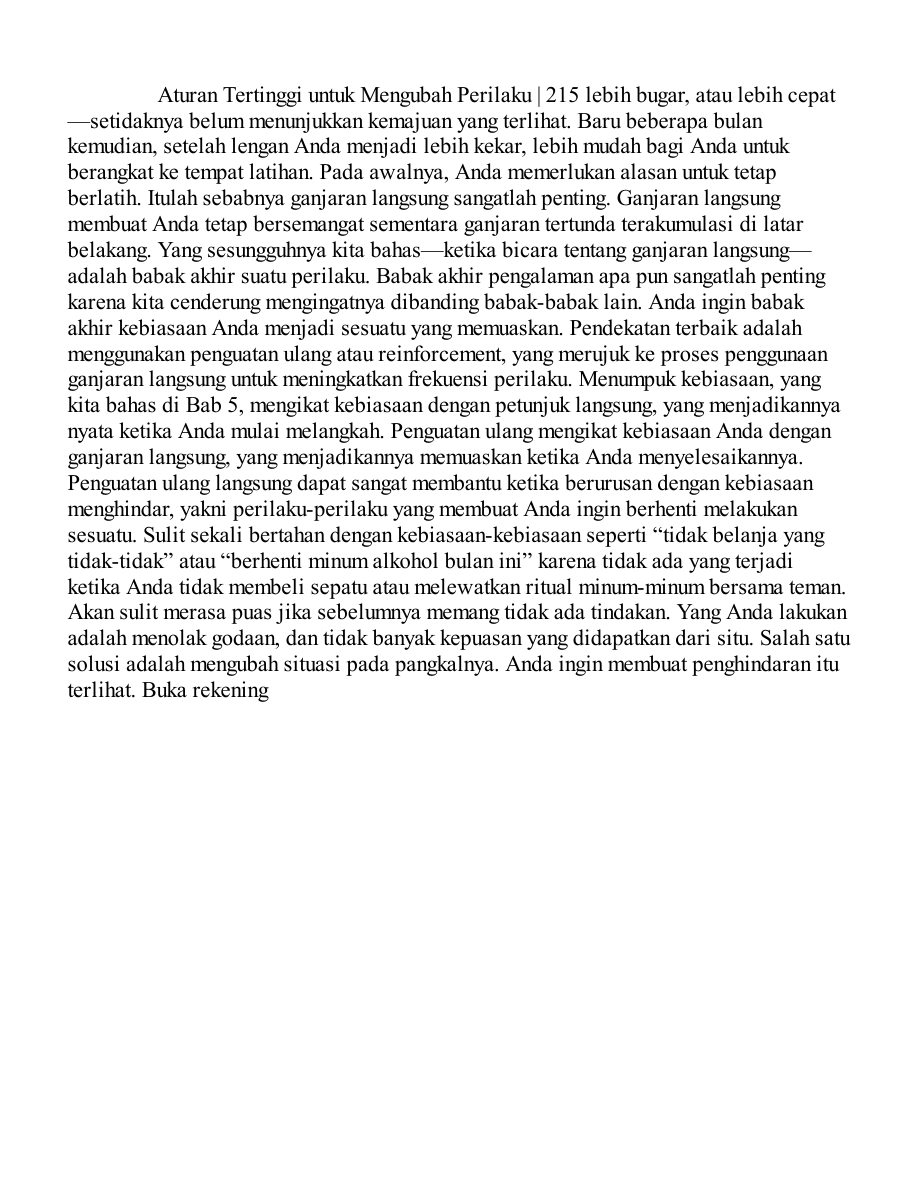 Aturan Tertinggi untuk Mengubah Perilaku | 215 lebih bugar, atau lebih cepat
—setidaknya belum menunjukkan kemajuan yang terlihat. Baru beberapa bulan
kemudian, setelah lengan Anda menjadi lebih kekar, lebih mudah bagi Anda untuk
berangkat ke tempat latihan. Pada awalnya, Anda memerlukan alasan untuk tetap
berlatih. Itulah sebabnya ganjaran langsung sangatlah penting. Ganjaran langsung
membuat Anda tetap bersemangat sementara ganjaran tertunda terakumulasi di latar
belakang. Yang sesungguhnya kita bahas—ketika bicara tentang ganjaran langsung—
adalah babak akhir suatu perilaku. Babak akhir pengalaman apa pun sangatlah penting
karena kita cenderung mengingatnya dibanding babak-babak lain. Anda ingin babak
akhir kebiasaan Anda menjadi sesuatu yang memuaskan. Pendekatan terbaik adalah
menggunakan penguatan ulang atau reinforcement, yang merujuk ke proses penggunaan
ganjaran langsung untuk meningkatkan frekuensi perilaku. Menumpuk kebiasaan, yang
kita bahas di Bab 5, mengikat kebiasaan dengan petunjuk langsung, yang menjadikannya
nyata ketika Anda mulai melangkah. Penguatan ulang mengikat kebiasaan Anda dengan
ganjaran langsung, yang menjadikannya memuaskan ketika Anda menyelesaikannya.
Penguatan ulang langsung dapat sangat membantu ketika berurusan dengan kebiasaan
menghindar, yakni perilaku-perilaku yang membuat Anda ingin berhenti melakukan
sesuatu. Sulit sekali bertahan dengan kebiasaan-kebiasaan seperti “tidak belanja yang
tidak-tidak” atau “berhenti minum alkohol bulan ini” karena tidak ada yang terjadi
ketika Anda tidak membeli sepatu atau melewatkan ritual minum-minum bersama teman.
Akan sulit merasa puas jika sebelumnya memang tidak ada tindakan. Yang Anda lakukan
adalah menolak godaan, dan tidak banyak kepuasan yang didapatkan dari situ. Salah satu
solusi adalah mengubah situasi pada pangkalnya. Anda ingin membuat penghindaran itu
terlihat. Buka rekening